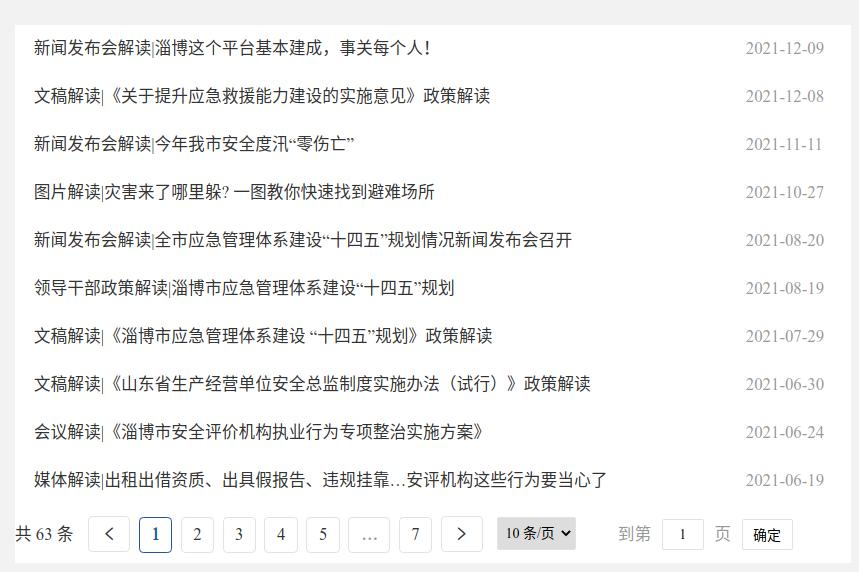 新闻发布会解读|淄博这个平台基本建成，事关每个人！ 2021-12-09
文稿解读|《关于提升应急救援能力建设的实施意见》政策解读 2021-12-08
新闻发布会解读|今年我市安全度汛“零伤亡” 2021-11-11
图片解读|灾害来了哪里躲? 一图教你快速找到避难场所 2021-10-27
新闻发布会解读|全市应急管理体系建设“十四五”规划情况新闻发布会召开 2021-08-20
领导干部政策解读|淄博市应急管理体系建设“十四五”规划 2021-08-19
文稿解读|《淄博市应急管理体系建设 “十四五”规划》政策解读 2021-07-29
文稿解读|《山东省生产经营单位安全总监制度实施办法（试行）》政策解读 2021-06-30
会议解读|《淄博市安全评价机构执业行为专项整治实施方案》 2021-06-24
媒体解读|出租出借资质、出具假报告、违规挂靠…安评机构这些行为要当心了 2021-06-19
共 63 条 < 1 2 3 4 5 … 7 > 10 条/页 到第 1 页 确定